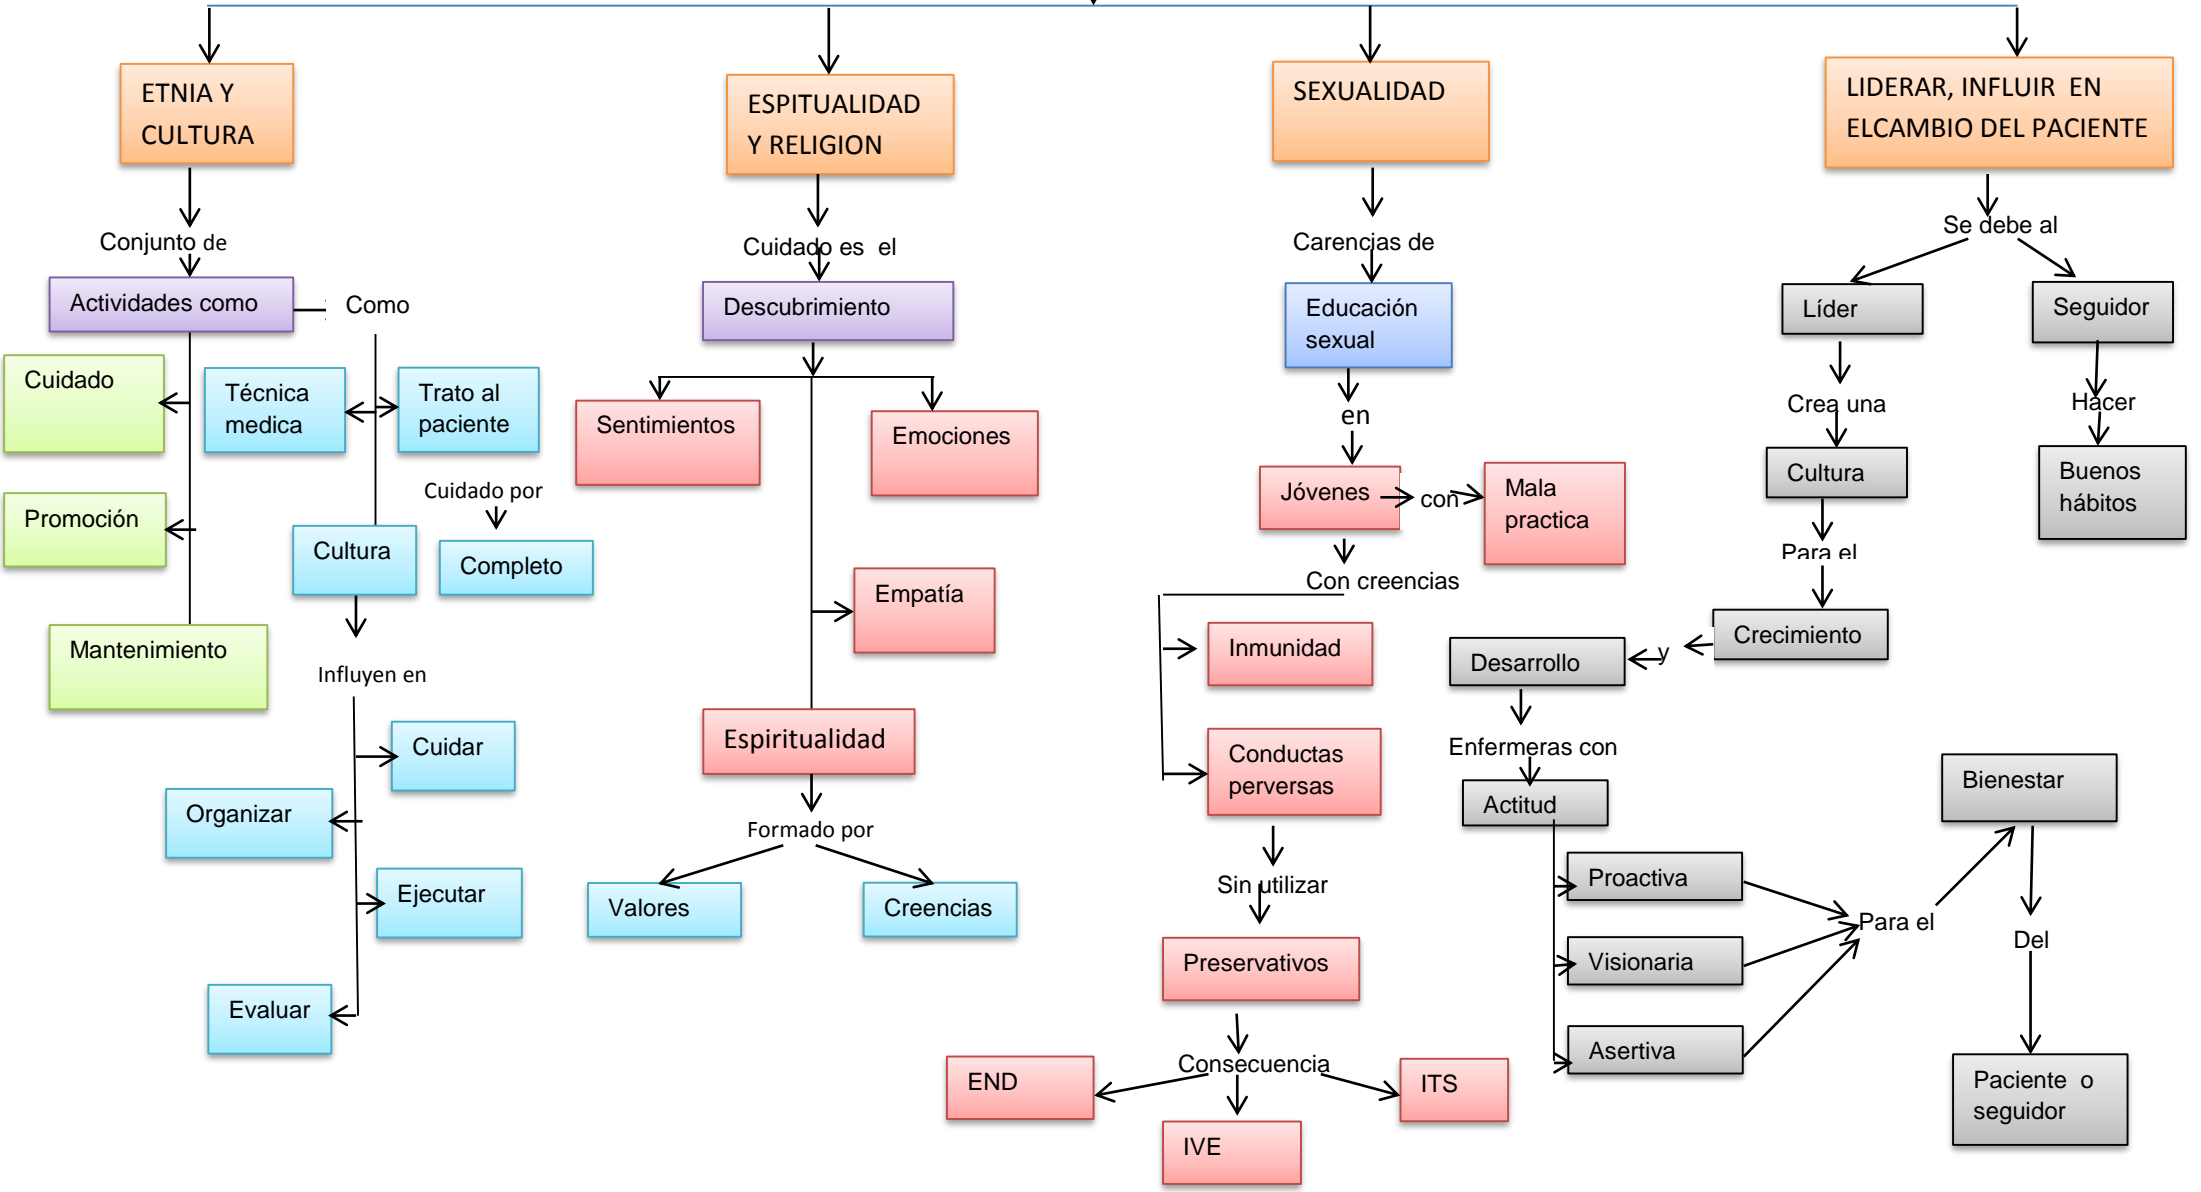 ETNIA Y
CULTURA
Conjunto de
Actividades como
Como
Cuidado
Técnica
medica
Trato al
paciente
Promoción
Cuidado por
Completo
Cultura
Mantenimiento
Influyen en
Cuidar
Organizar
Ejecutar
Evaluar
ESPITUALIDAD
Y RELIGION
Cuidado es el
Descubrimiento
Sentimientos
Emociones
Empatía
Espiritualidad
Formado por
Valores
Creencias
SEXUALIDAD
Carencias de
Educación
sexual
en
Jóvenes
con
Mala
practica
Con creencias
Inmunidad
Conductas
perversas
Sin utilizar
Preservativos
Consecuencia
END
IVE
ITS
LIDERAR, INFLUIR EN
ELCAMBIO DEL PACIENTE
Se debe al
Líder
Seguidor
Crea una
Hacer
Cultura
Buenos
hábitos
Para el
Crecimiento
y
Desarrollo
Enfermeras con
Actitud
Proactiva
Visionaria
Asertiva
Para el
Bienestar
Del
Paciente o
seguidor